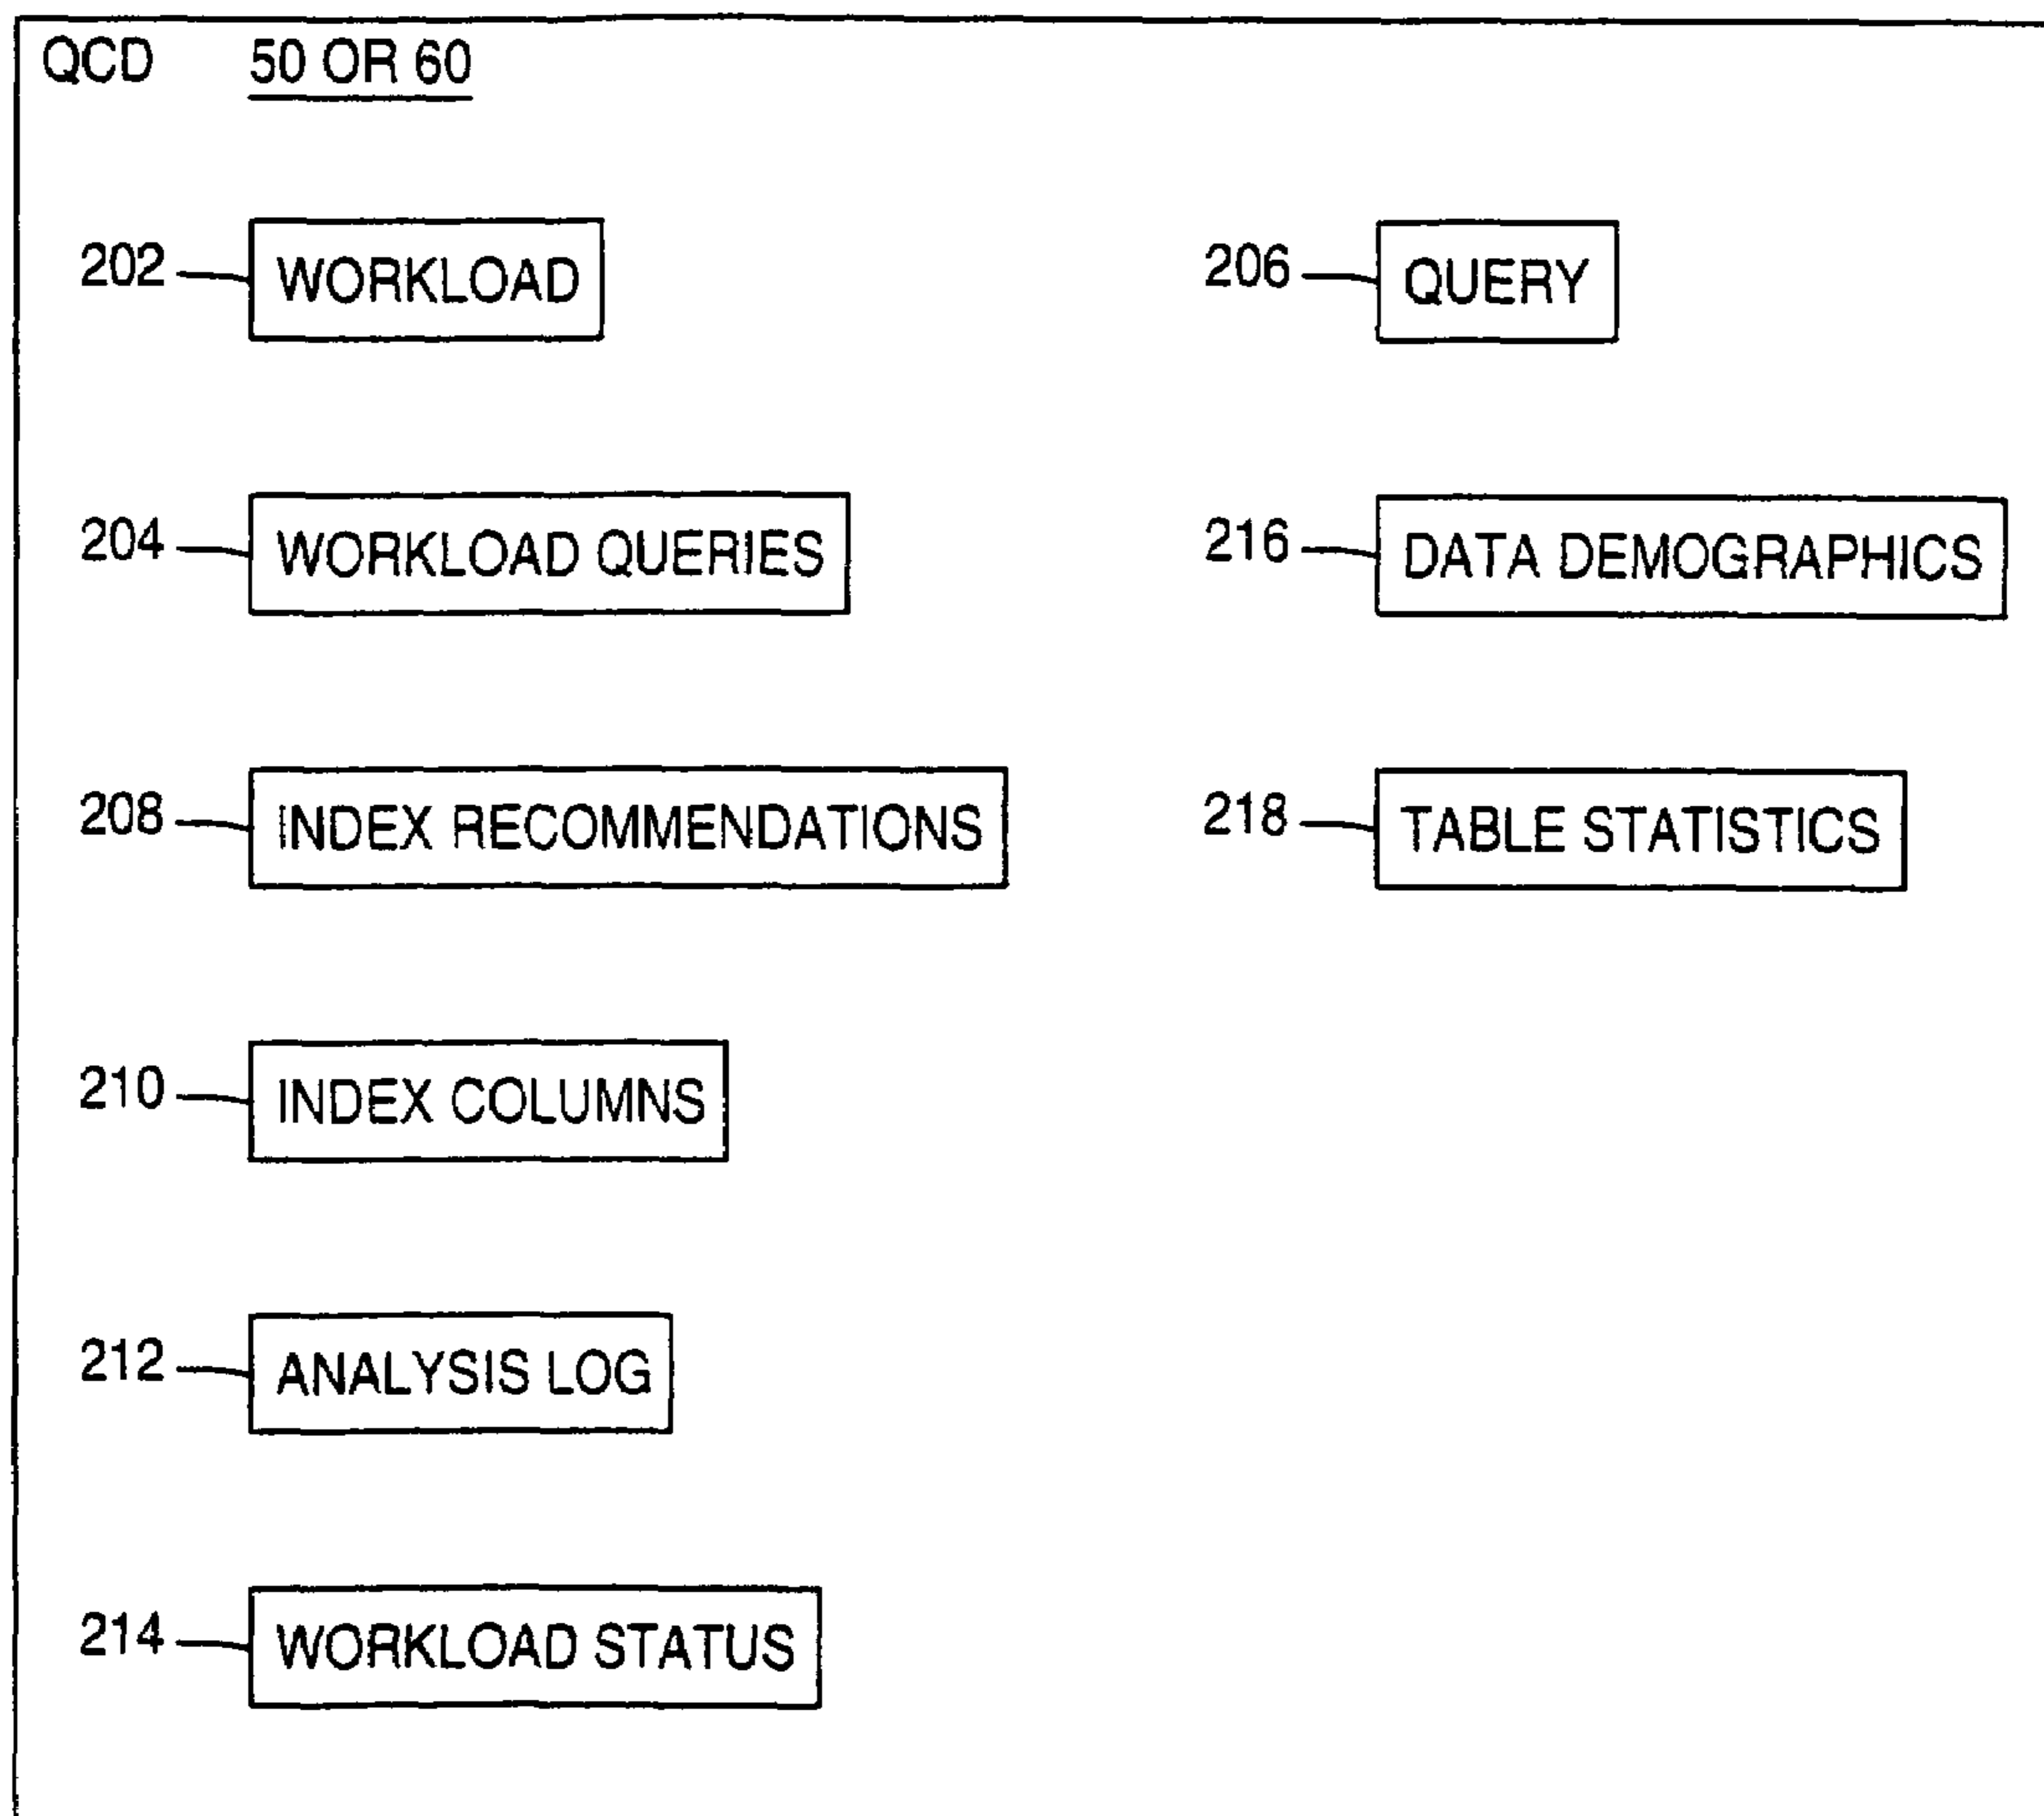 QCD 50 OR 60
202 WORKLOAD
206 QUERY
204 WORKLOAD QUERIES
216 DATA DEMOGRAPHICS
208 INDEX RECOMMENDATIONS
218 TABLE STATISTICS
210 INDEX COLUMNS
212 ANALYSIS LOG
214 WORKLOAD STATUS